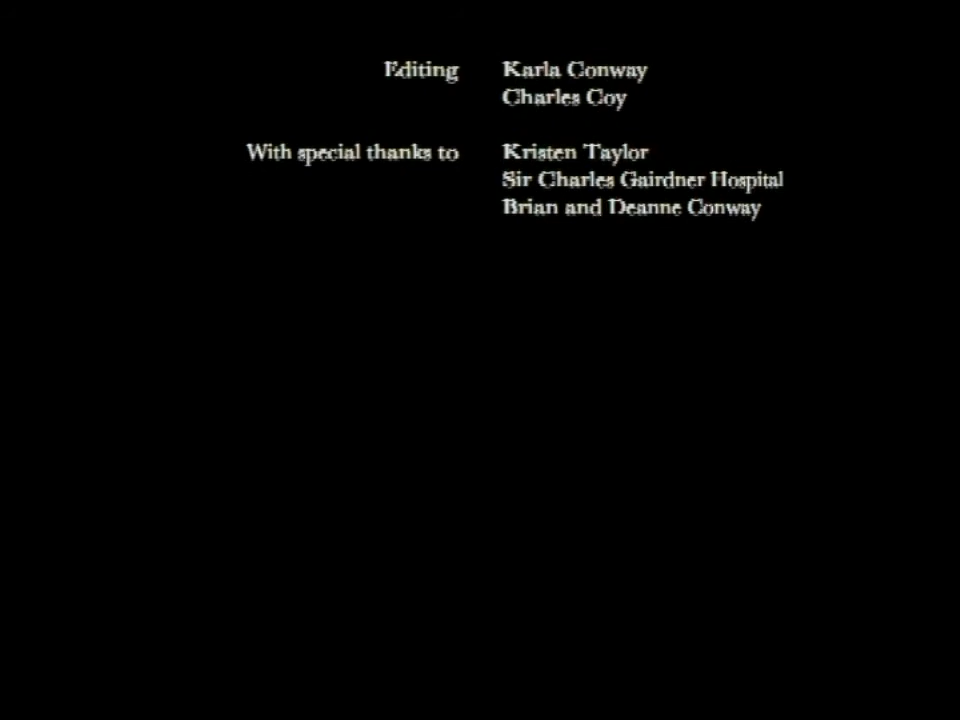 Editing Karla Conway
Charles Coy
With special thanks to Kristen Taylor
Sir Charles Gairdner Hospital
Brian and Deanne Conway